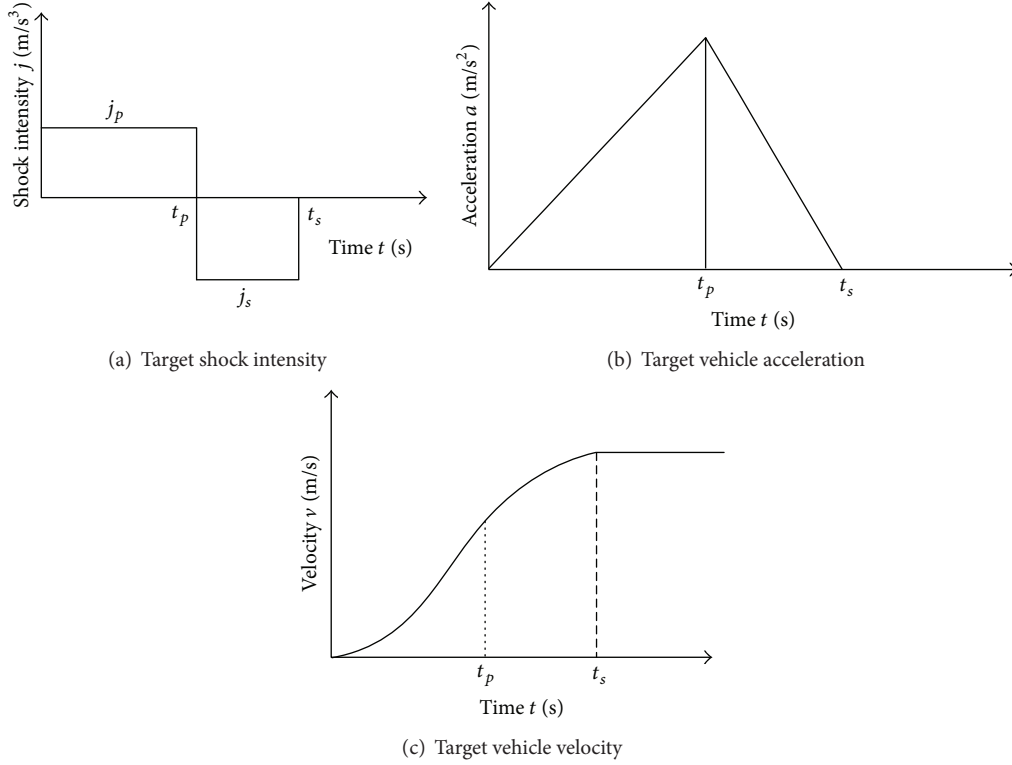 Shock intensity j (m/s³)
j_p
t_p
t_s
Time t (s)
j_s
(a) Target shock intensity
Acceleration a (m/s²)
t_p
t_s
Time t (s)
(b) Target vehicle acceleration
Velocity v (m/s)
t_p
t_s
Time t (s)
(c) Target vehicle velocity